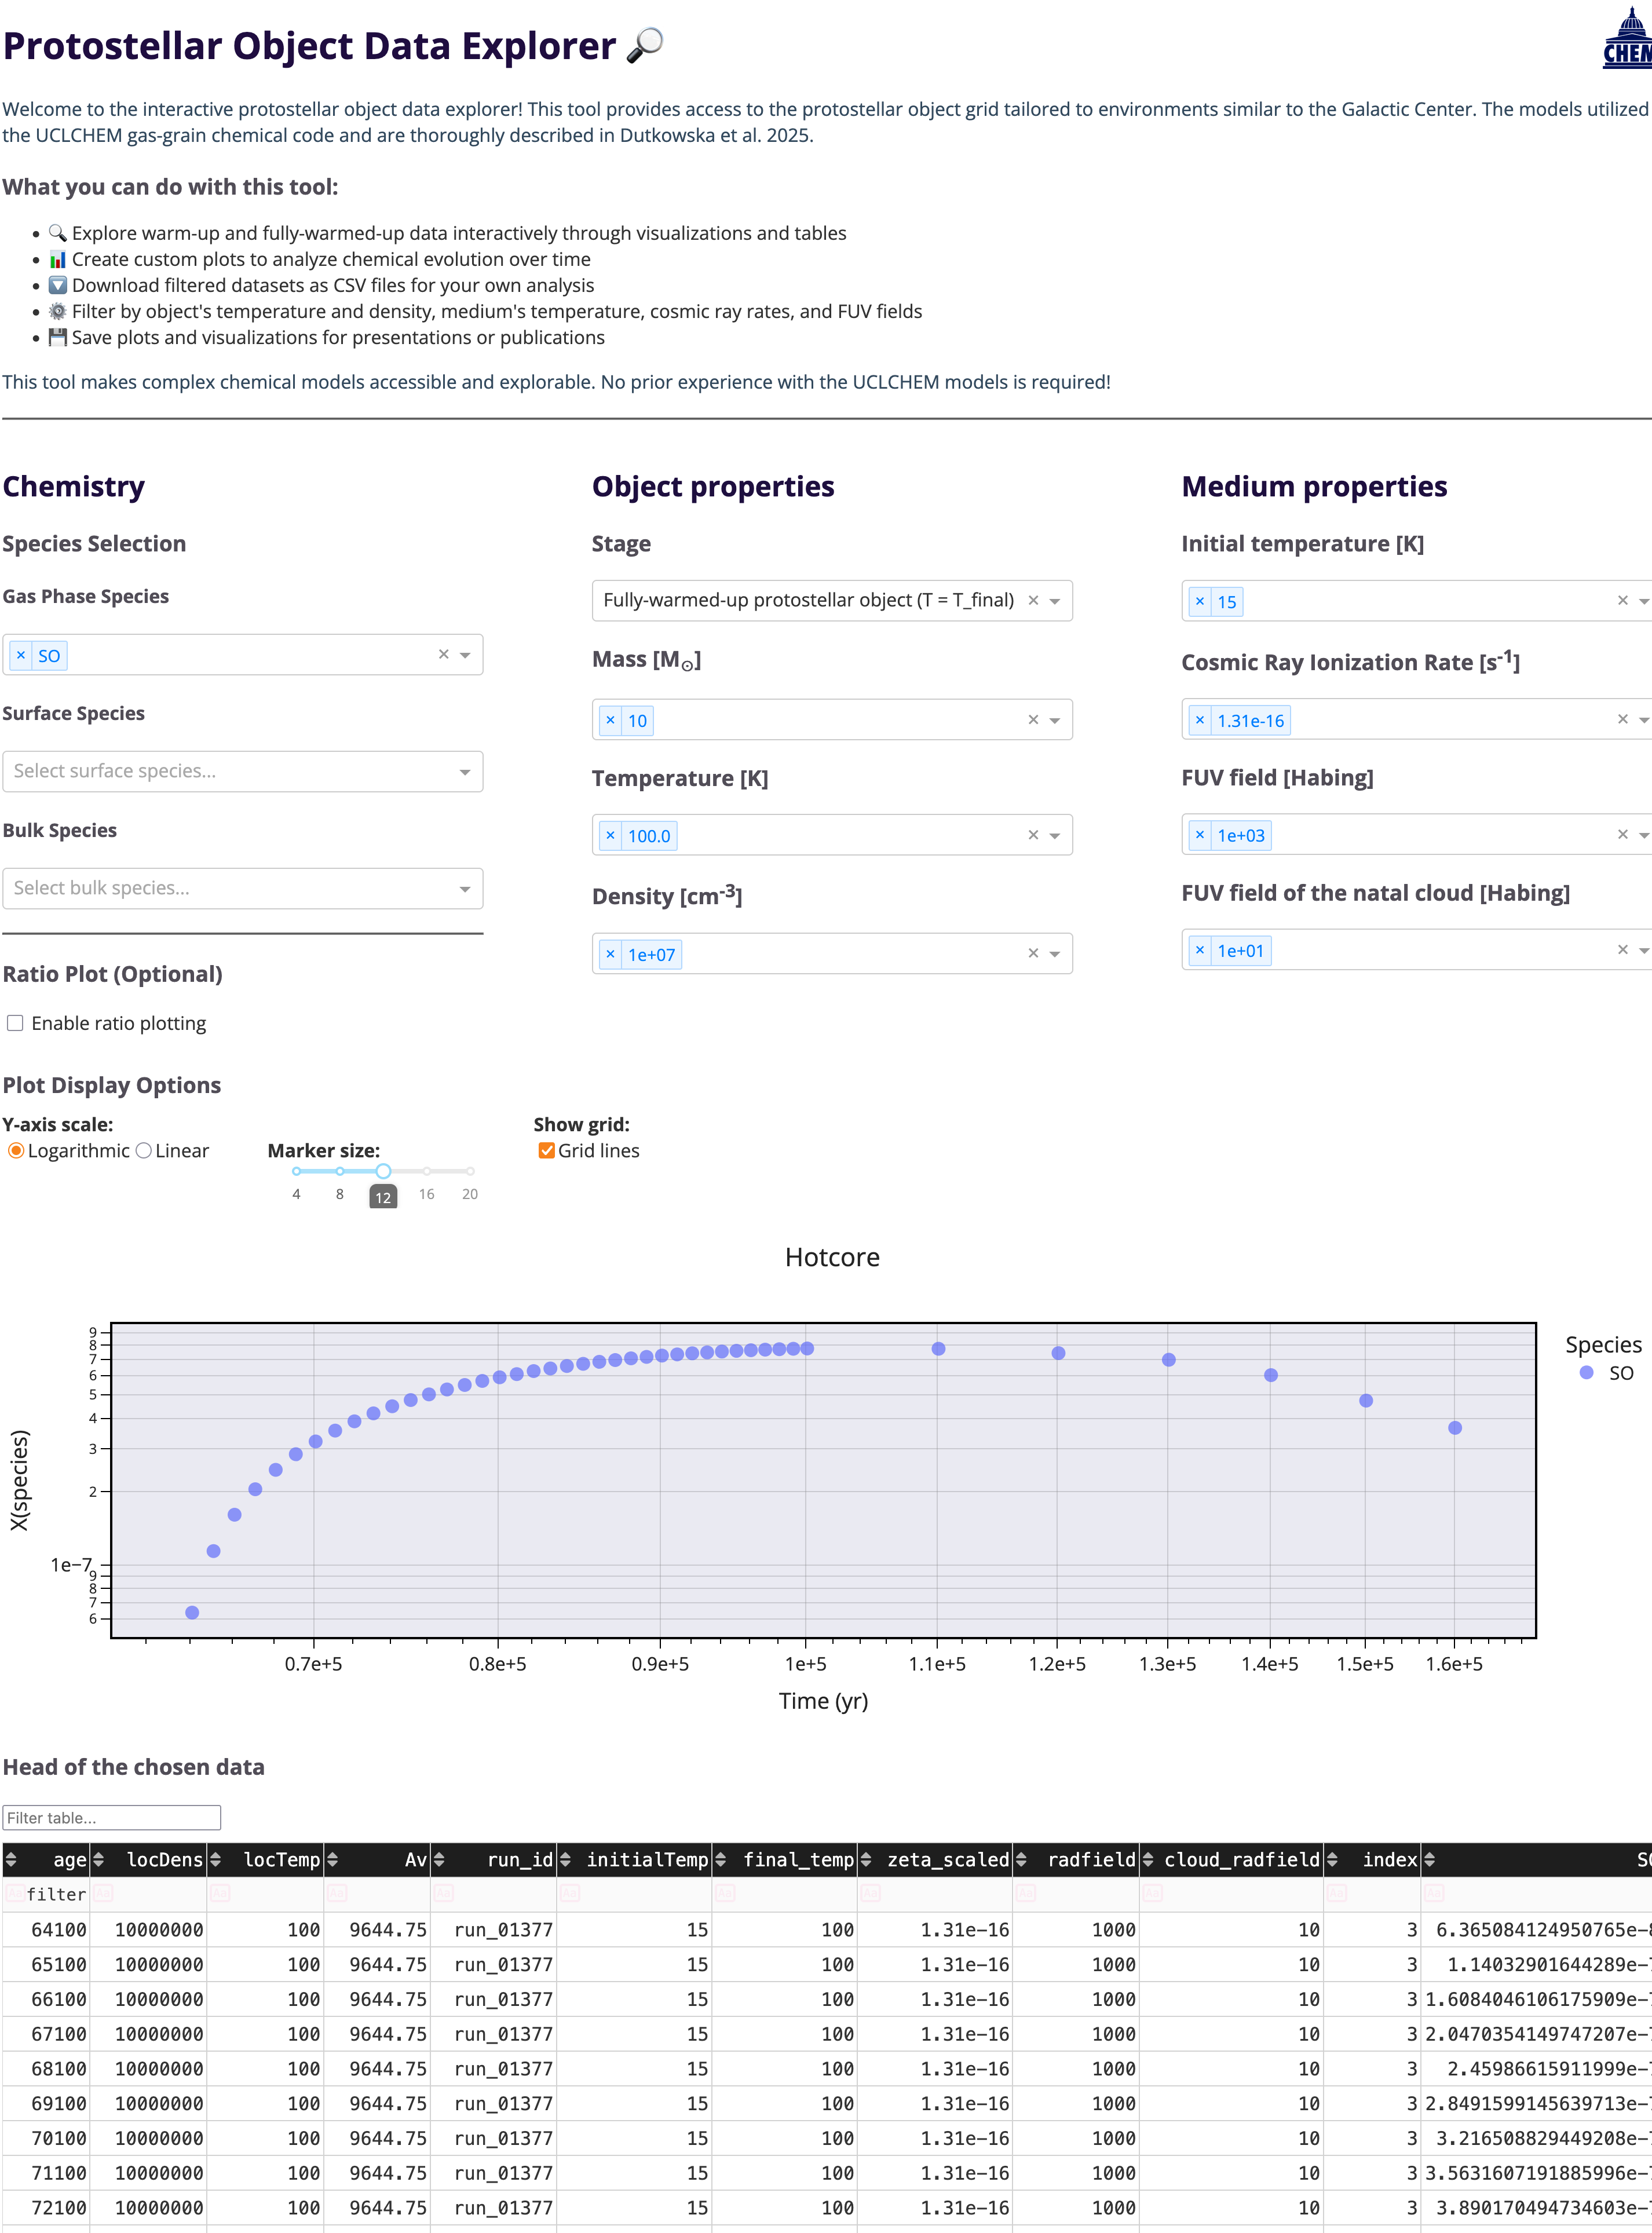 Protostellar Object Data Explorer
CHEM
Welcome to the interactive protostellar object data explorer! This tool provides access to the protostellar object grid tailored to environments similar to the Galactic Center. The models utilized
the UCLCHEM gas-grain chemical code and are thoroughly described in Dutkowska et al. 2025.
What you can do with this tool:
Explore warm-up and fully-warmed-up data interactively through visualizations and tables
Create custom plots to analyze chemical evolution over time
Download filtered datasets as CSV files for your own analysis
Filter by object's temperature and density, medium's temperature, cosmic ray rates, and FUV fields
Save plots and visualizations for presentations or publications
This tool makes complex chemical models accessible and explorable. No prior experience with the UCLCHEM models is required!
Chemistry
Species Selection
Gas Phase Species
× SO ×
Surface Species
Select surface species...
Bulk Species
Select bulk species...
Ratio Plot (Optional)
Enable ratio plotting
Object properties
Stage
Fully-warmed-up protostellar object (T = T_final) ×
Mass [M⊙]
× 10 ×
Temperature [K]
× 100.0 ×
Density [cm-3]
× 1e+07 ×
Medium properties
Initial temperature [K]
× 15 ×
Cosmic Ray Ionization Rate [s-1]
× 1.31e-16 ×
FUV field [Habing]
× 1e+03 ×
FUV field of the natal cloud [Habing]
× 1e+01 ×
Plot Display Options
Y-axis scale:
Logarithmic Linear
Marker size:
4 8 12 16 20
Show grid:
Grid lines
Hotcore
9
8
7
6
5
4
3
2
1e−7
9
8
7
6
X(species)
0.7e+5 0.8e+5 0.9e+5 1e+5 1.1e+5 1.2e+5 1.3e+5 1.4e+5 1.5e+5 1.6e+5
Time (yr)
Species
SO
Head of the chosen data
Filter table...
age locDens locTemp Av run_id initialTemp final_temp zeta_scaled radfield cloud_radfield index S
Aa filter Aa Aa Aa Aa Aa Aa Aa Aa Aa Aa Aa
64100 10000000 100 9644.75 run_01377 15 100 1.31e-16 1000 10 3 6.365084124950765e-8
65100 10000000 100 9644.75 run_01377 15 100 1.31e-16 1000 10 3 1.14032901644289e-7
66100 10000000 100 9644.75 run_01377 15 100 1.31e-16 1000 10 3 1.6084046106175909e-7
67100 10000000 100 9644.75 run_01377 15 100 1.31e-16 1000 10 3 2.0470354149747207e-7
68100 10000000 100 9644.75 run_01377 15 100 1.31e-16 1000 10 3 2.45986615911999e-7
69100 10000000 100 9644.75 run_01377 15 100 1.31e-16 1000 10 3 2.8491599145639713e-7
70100 10000000 100 9644.75 run_01377 15 100 1.31e-16 1000 10 3 3.216508829449208e-7
71100 10000000 100 9644.75 run_01377 15 100 1.31e-16 1000 10 3 3.5631607191885996e-7
72100 10000000 100 9644.75 run_01377 15 100 1.31e-16 1000 10 3 3.890170494734603e-7